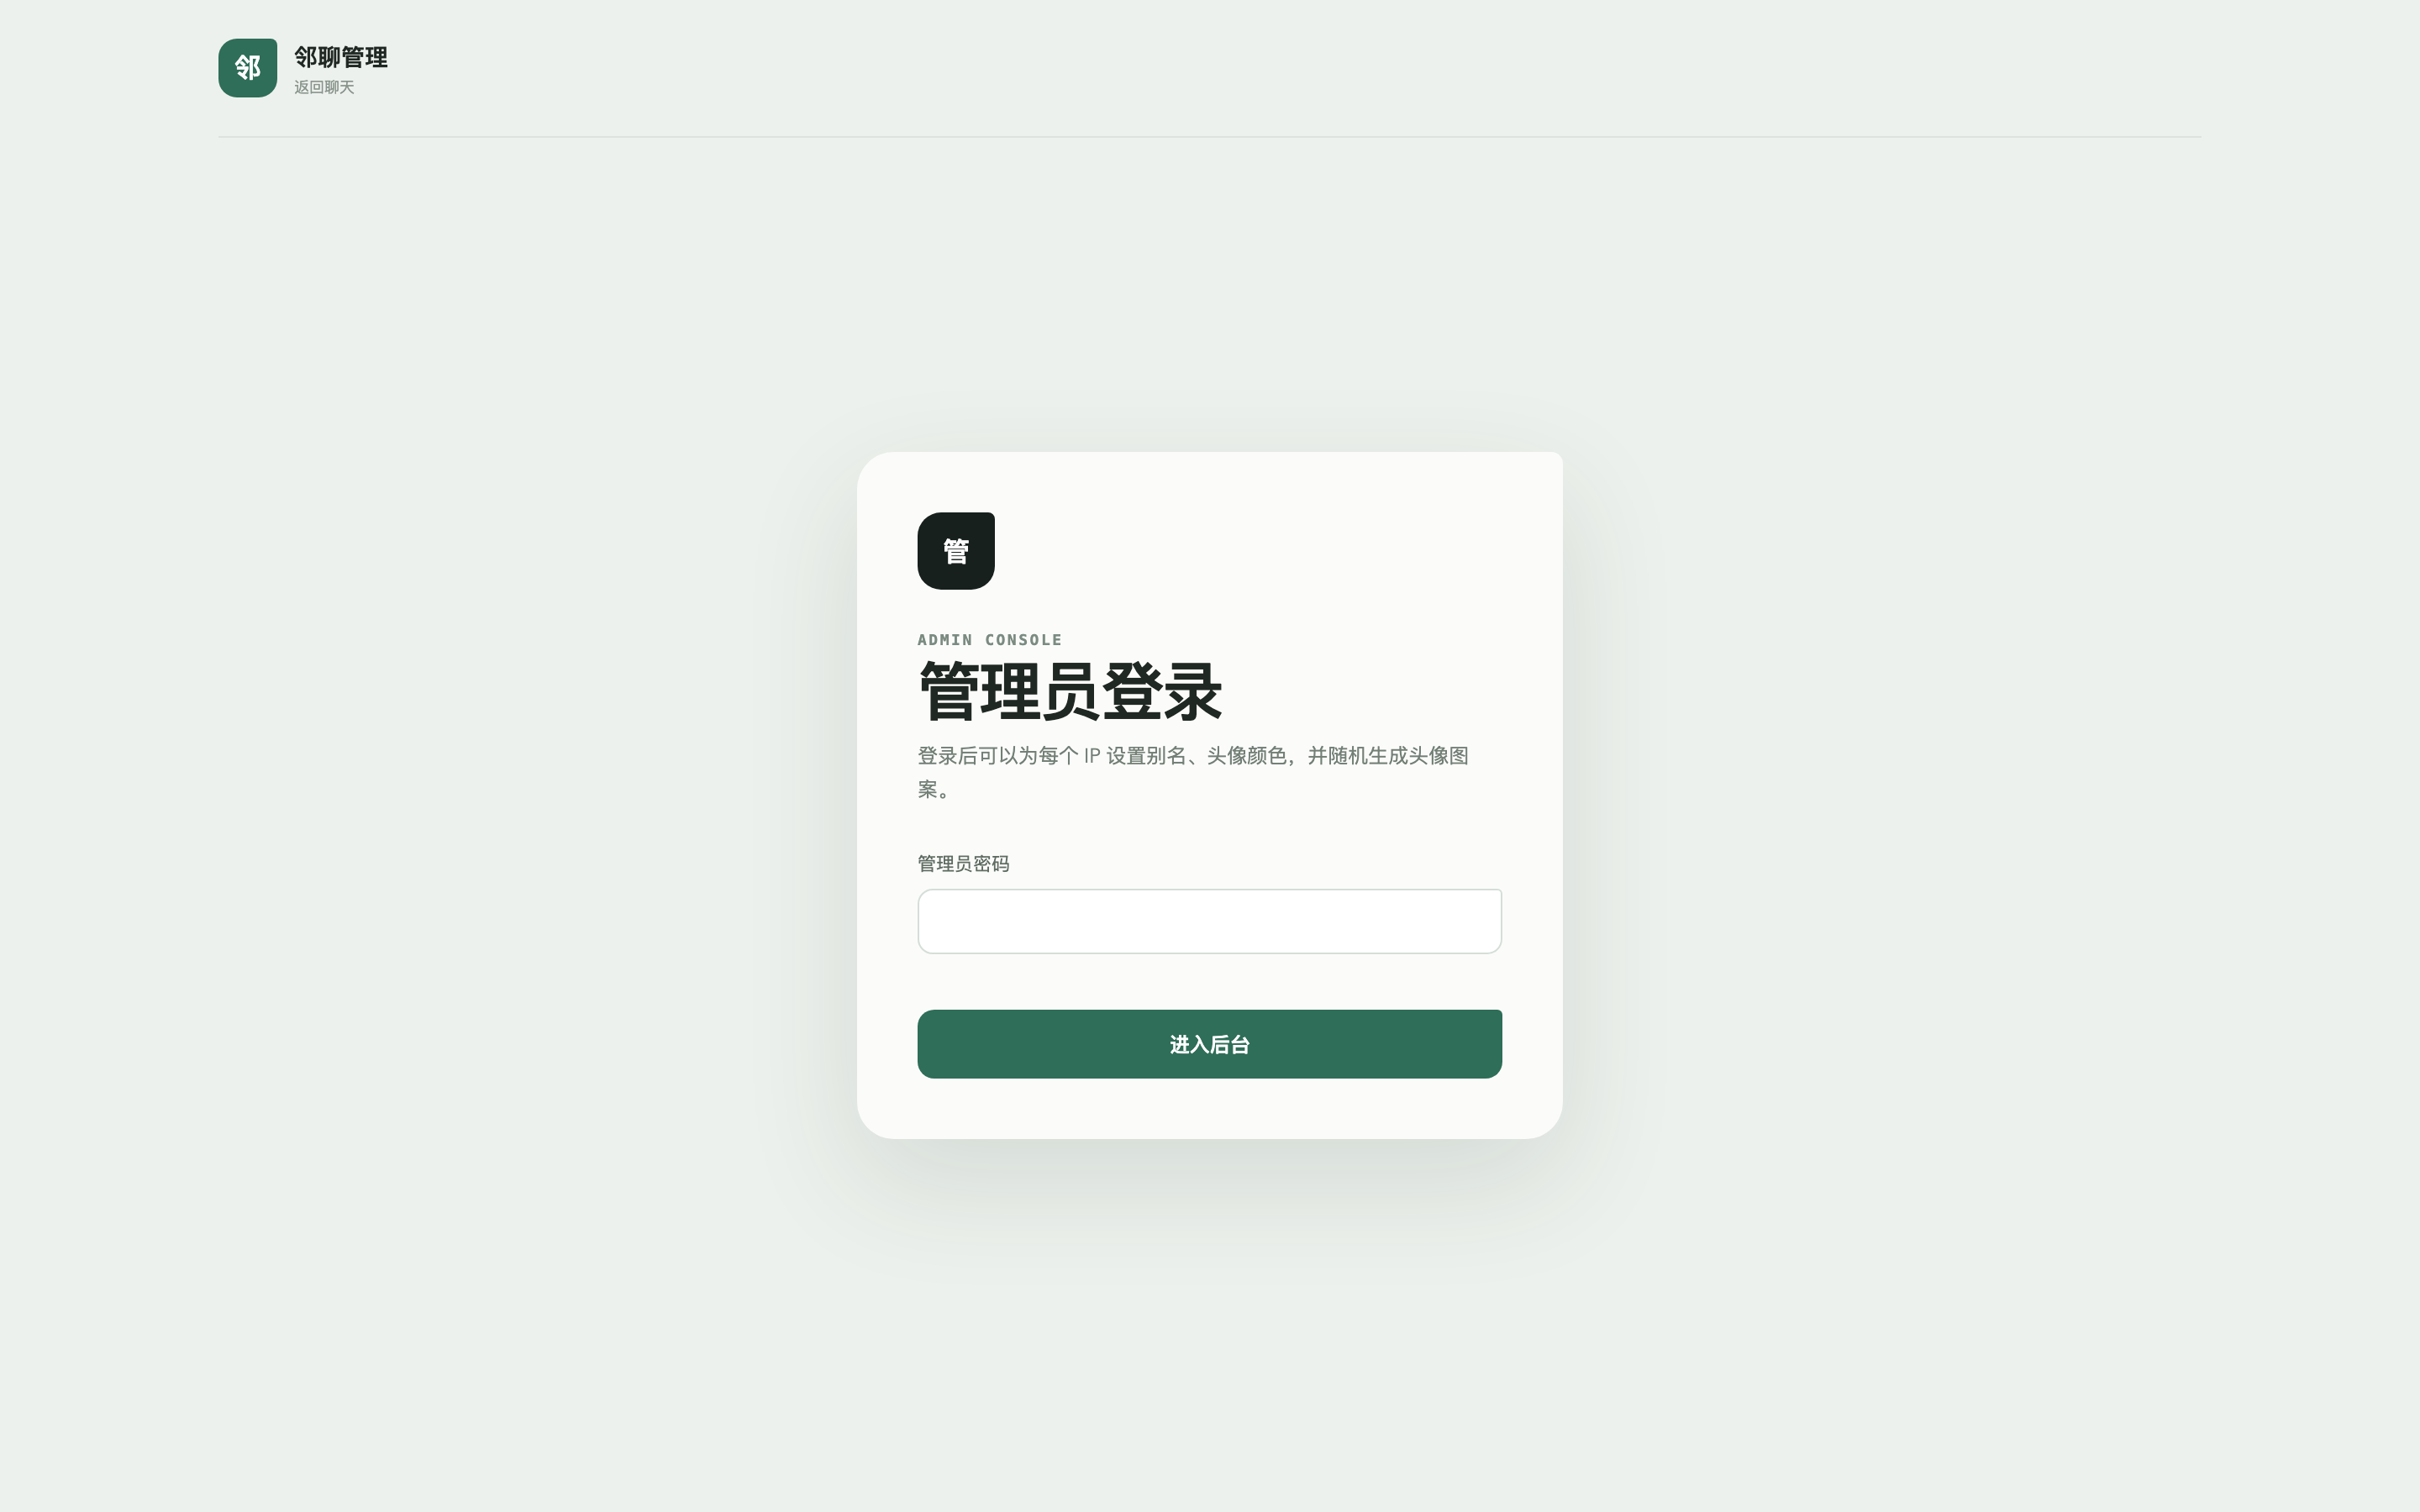 邻
邻聊管理
返回聊天
管
ADMIN CONSOLE
管理员登录
登录后可以为每个 IP 设置别名、头像颜色，并随机生成头像图
案。
管理员密码
进入后台